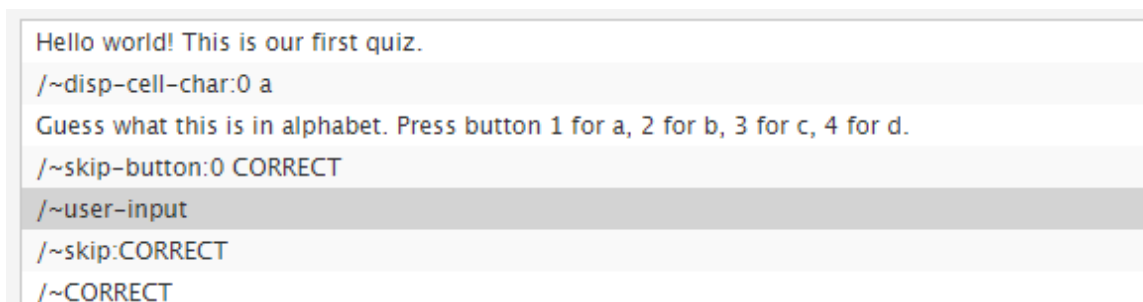 Hello world! This is our first quiz.
/~disp-cell-char:0 a
Guess what this is in alphabet. Press button 1 for a, 2 for b, 3 for c, 4 for d.
/~skip-button:0 CORRECT
/~user-input
/~skip:CORRECT
/~CORRECT